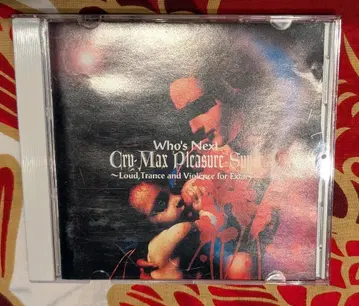 Who's Next
Cry-Max Pleasure
~Loud,Trance and Violence for